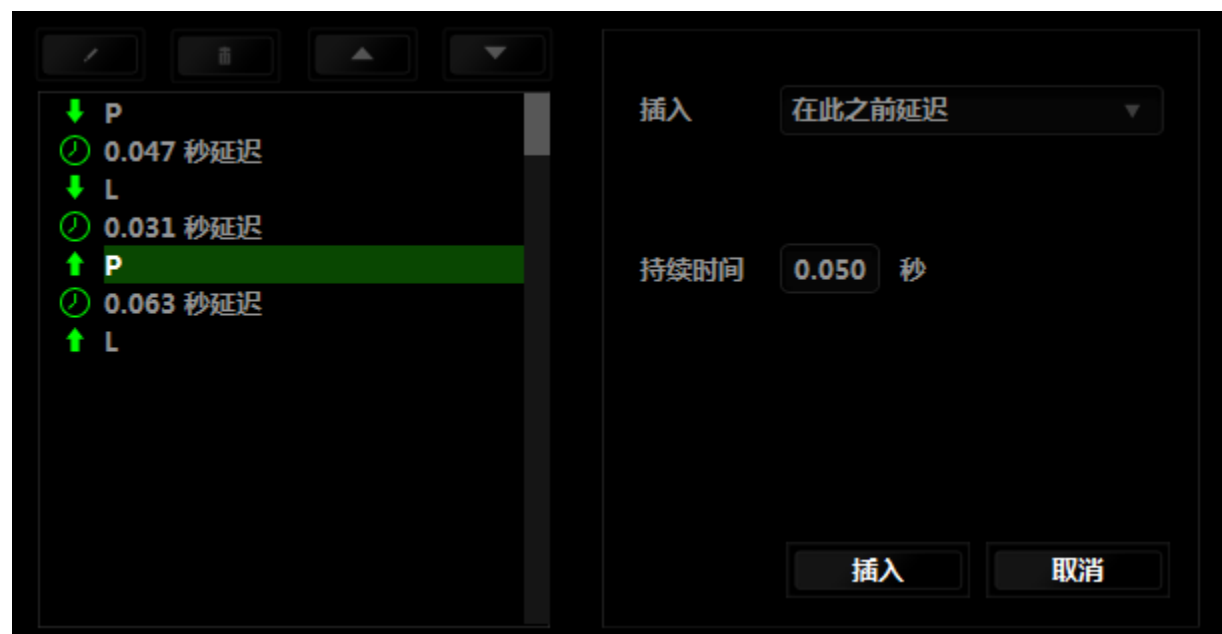 P
0.047 秒延迟
L
0.031 秒延迟
P
0.063 秒延迟
L
插入 在此之前延迟
持续时间 0.050 秒
插入 取消